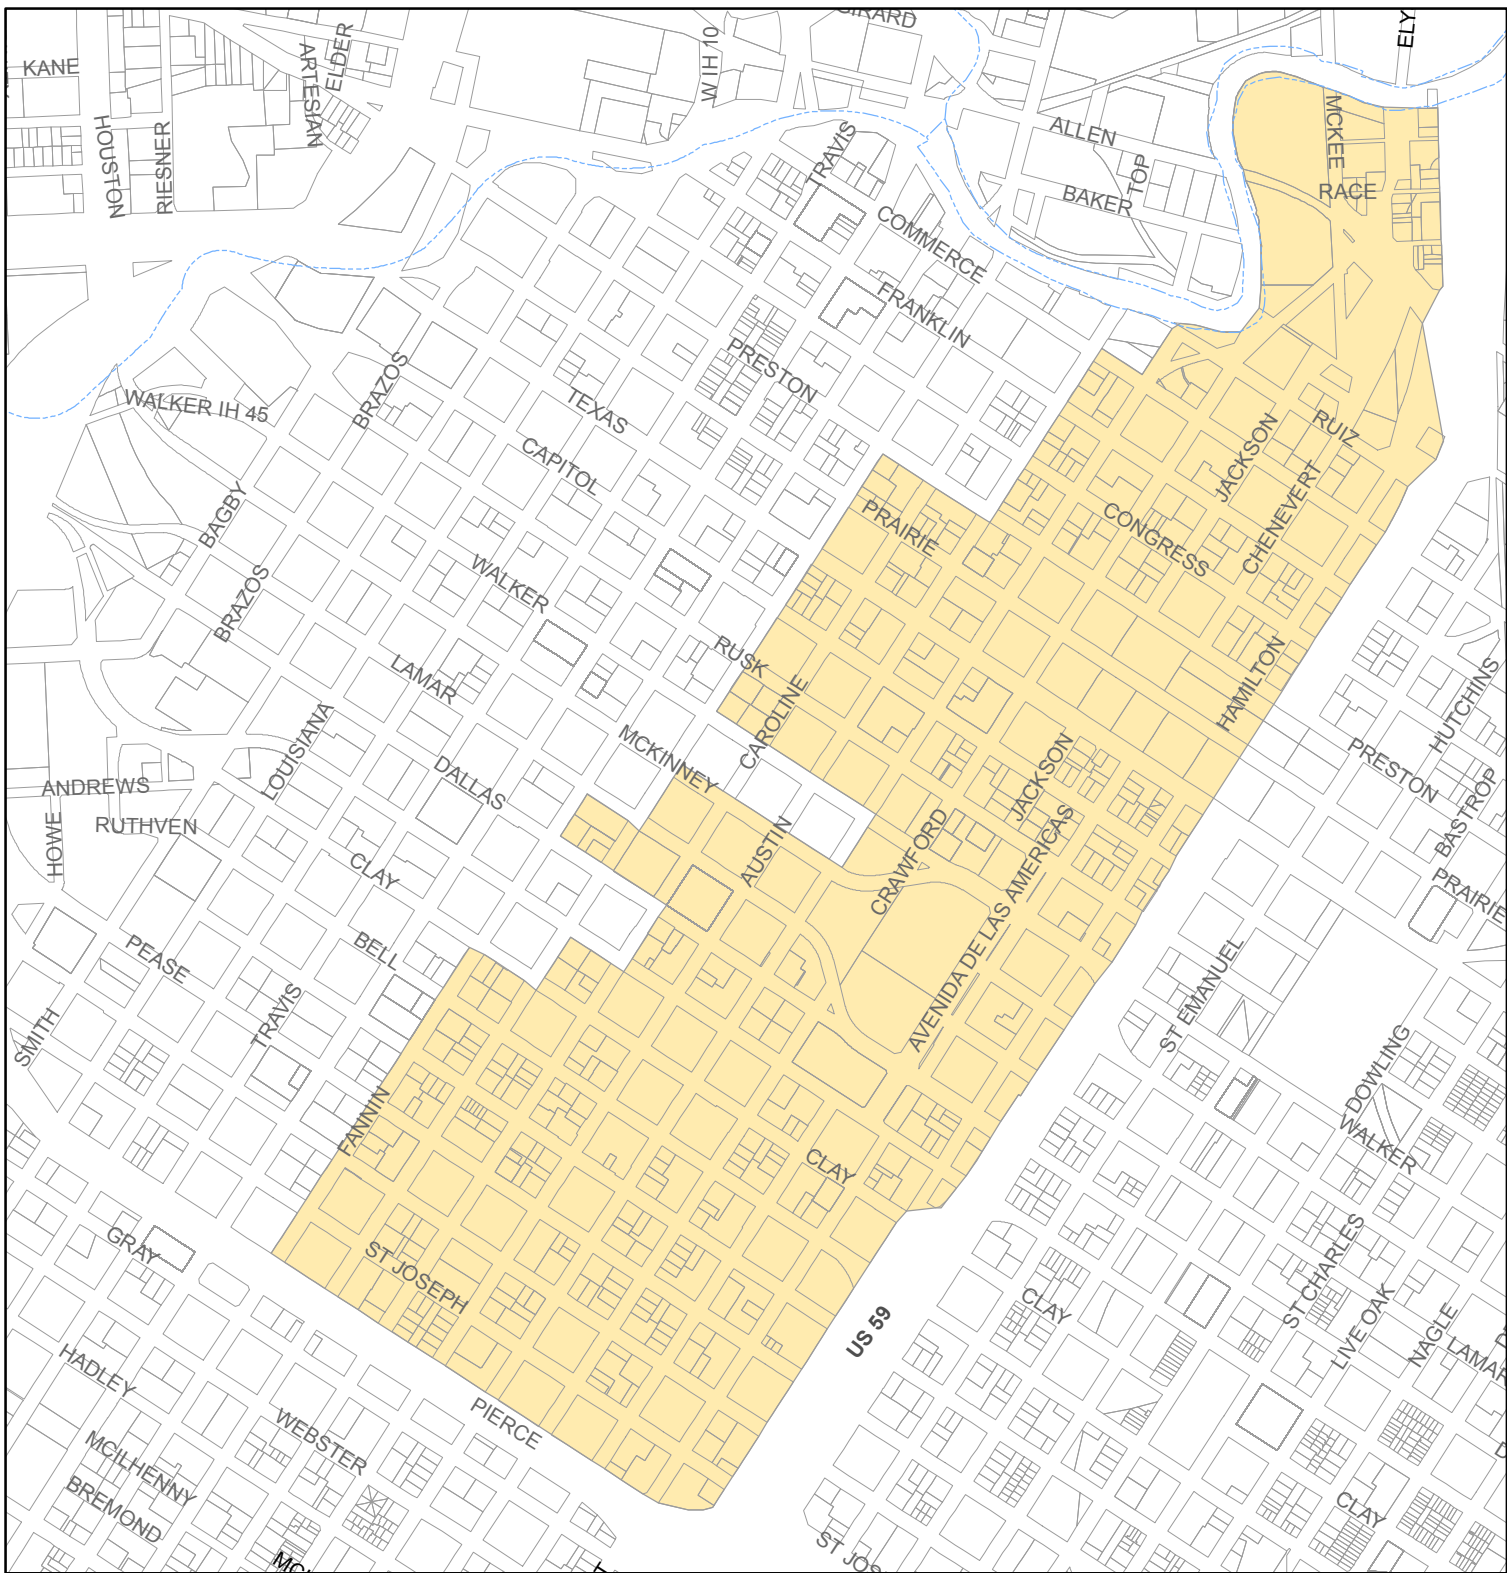 GIRARD
ELY
KANE
ELDER
ARTESIAN
W IH 10
HOUSTON
RIESNER
TRAVIS
ALLEN
TOP
BAKER
MCKEE
RACE
COMMERCE
FRANKLIN
PRESTON
BRAZOS
WALKER IH 45
TEXAS
CAPITOL
JACKSON
RUIZ
CHENEVERT
BAGBY
PRAIRIE
CONGRESS
WALKER
BRAZOS
RUSK
LAMAR
CAROLINE
HAMILTON
HUTCHINS
LOUISIANA
MCKINNEY
DALLAS
JACKSON
PRESTON
BASTROP
ANDREWS
RUTHVEN
HOWE
AUSTIN
CRAWFORD
AVENIDA DE LAS AMERICAS
CLAY
PRAIRIE
PEASE
BELL
ST EMANUEL
SMITH
TRAVIS
DOWLING
WALKER
FANNIN
CLAY
GRAY
ST JOSEPH
ST CHARLES
CLAY
LIVE OAK
NAGLE
LAMAR
US 59
HADLEY
PIERCE
WEBSTER
MCILHENNY
BREMOND
CLAY